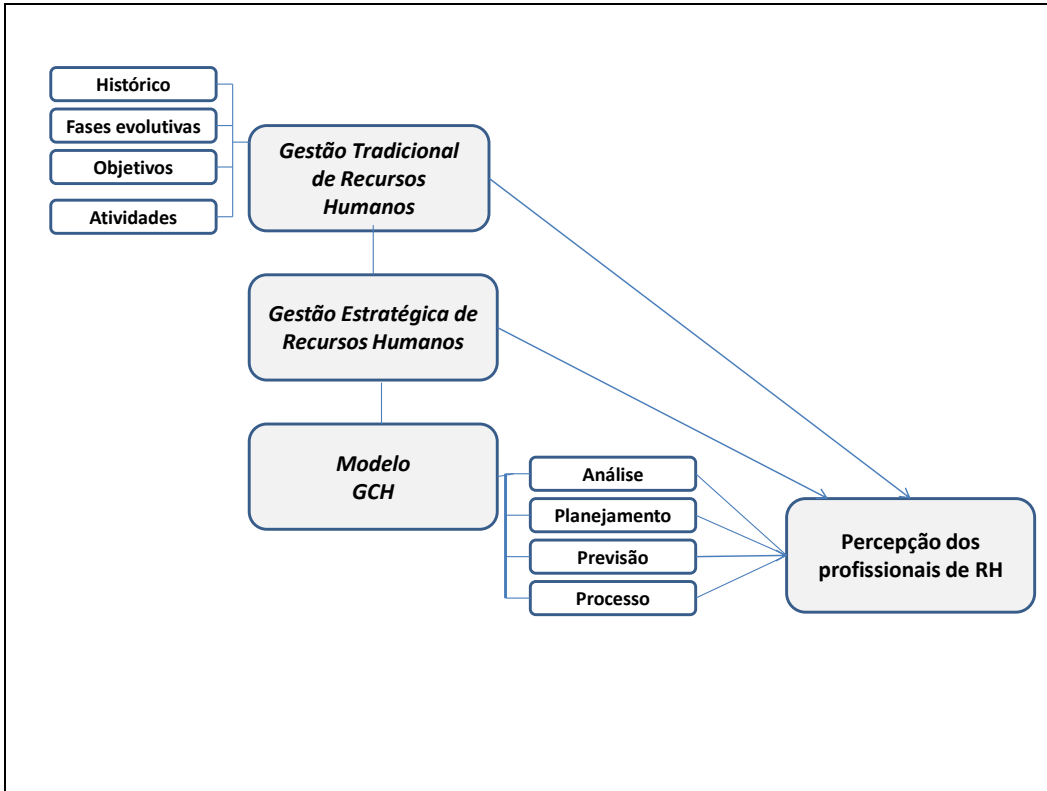 Histórico
Fases evolutivas
Objetivos
Atividades
Gestão Tradicional
de Recursos
Humanos
Gestão Estratégica de
Recursos Humanos
Modelo
GCH
Análise
Planejamento
Previsão
Processo
Percepção dos
profissionais de RH